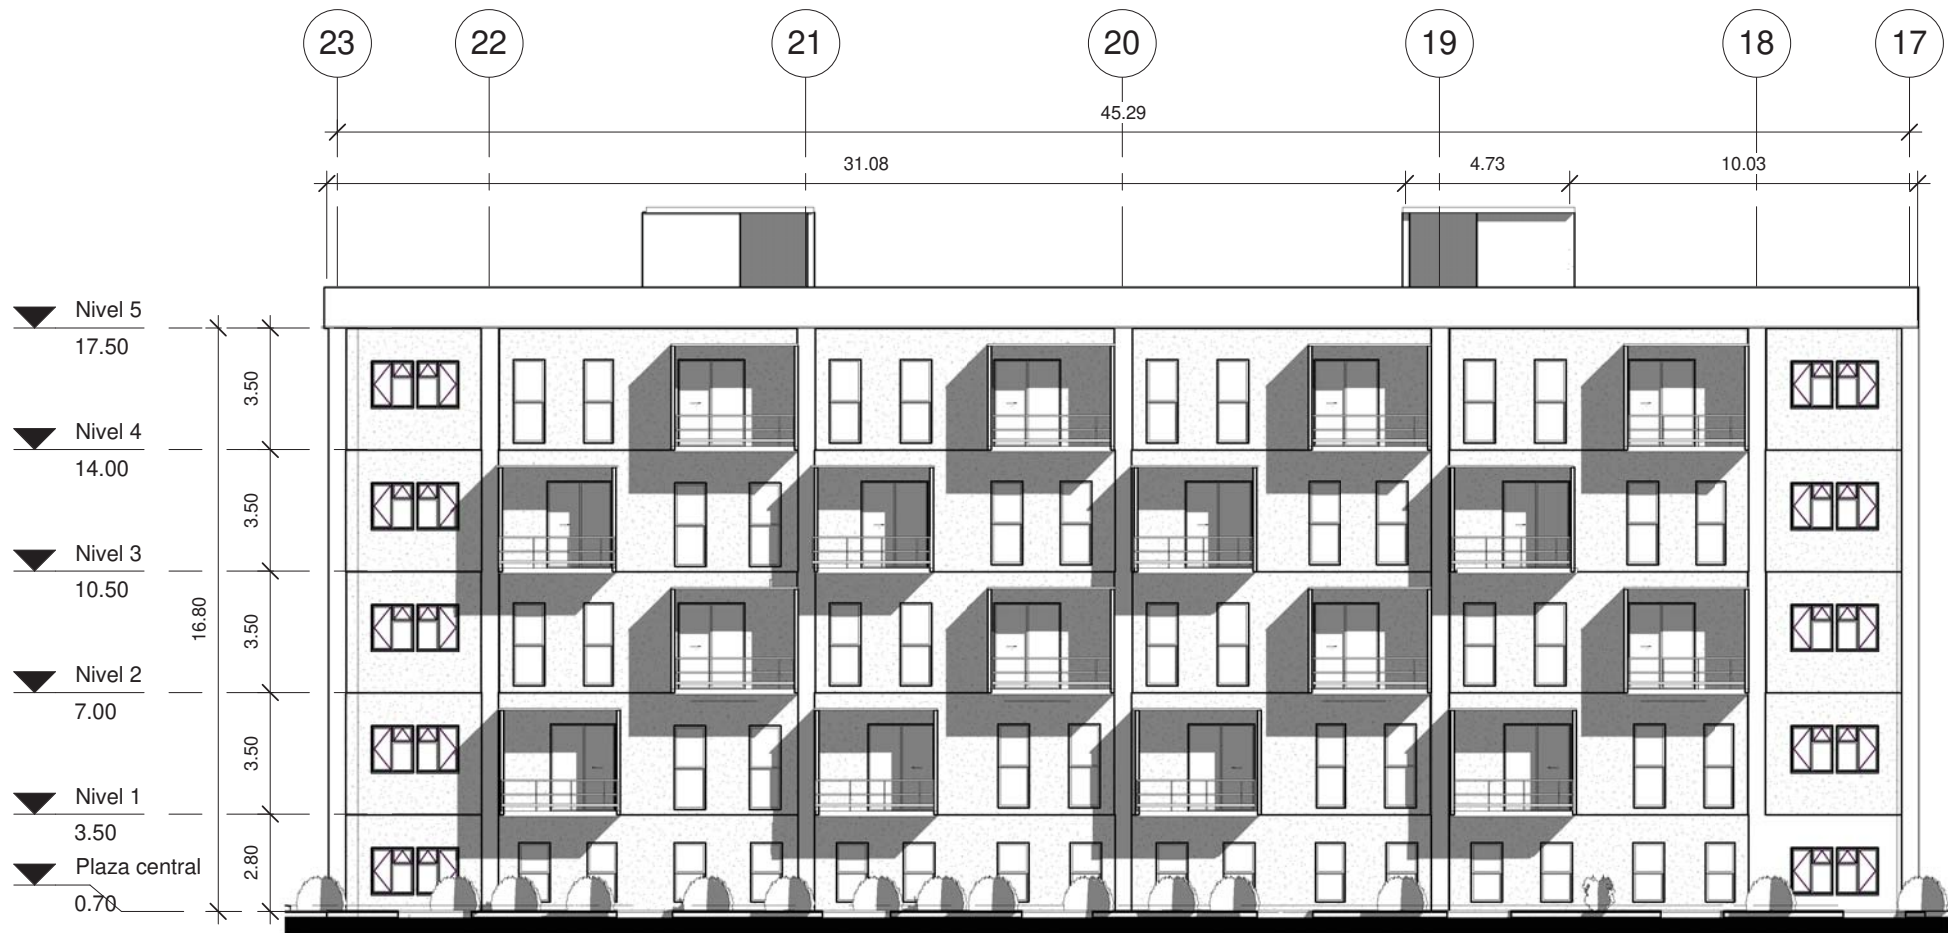 23 22 21 20 19 18 17
45.29
31.08 4.73 10.03
Nivel 5
17.50
3.50
Nivel 4
14.00
3.50
Nivel 3
10.50
16.80
3.50
Nivel 2
7.00
3.50
Nivel 1
3.50
Plaza central
2.80
0.70